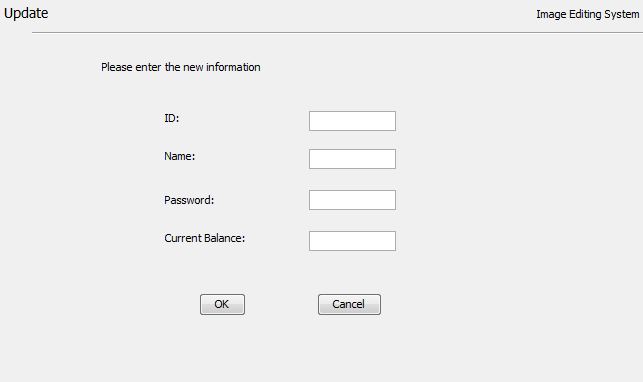 Update
Image Editing System
Please enter the new information
ID:
Name:
Password:
Current Balance:
OK
Cancel